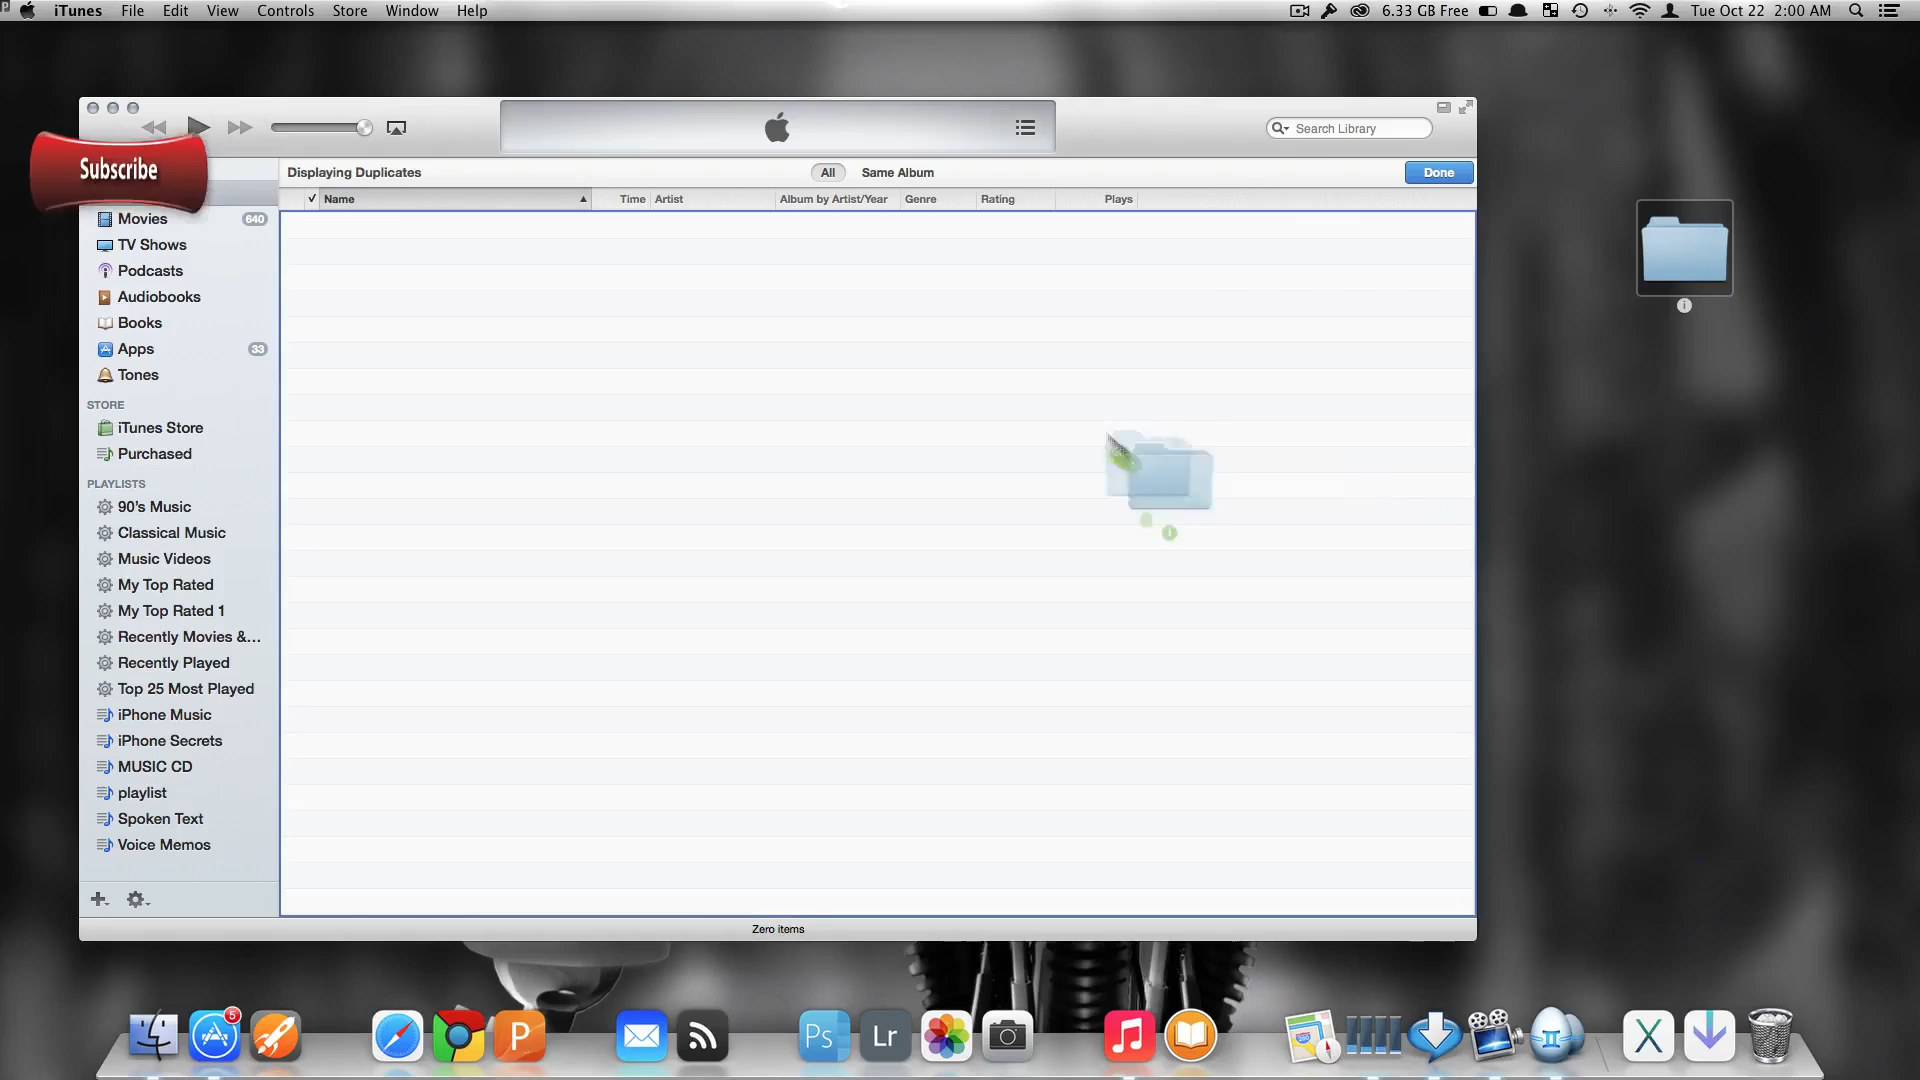 iTunes File Edit View Controls Store Window Help 6.33 GB Free Tue Oct 22 2:00 AM
Search Library
Subscribe
Displaying Duplicates All Same Album Done
✓ Name Time Artist Album by Artist/Year Genre Rating Plays
Movies 640
TV Shows
Podcasts
Audiobooks
Books
Apps 33
Tones
STORE
iTunes Store
Purchased
PLAYLISTS
90's Music
Classical Music
Music Videos
My Top Rated
My Top Rated 1
Recently Movies &...
Recently Played
Top 25 Most Played
iPhone Music
iPhone Secrets
MUSIC CD
playlist
Spoken Text
Voice Memos
Zero items
5
P
Ps
Lr
X